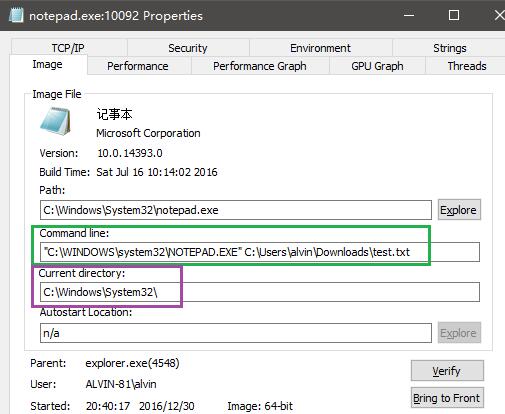 notepad.exe:10092 Properties
TCP/IP Security Environment Strings
Image Performance Performance Graph GPU Graph Threads
Image File
记事本
Microsoft Corporation
Version: 10.0.14393.0
Build Time: Sat Jul 16 10:14:02 2016
Path:
C:\Windows\System32\notepad.exe Explore
Command line:
"C:\WINDOWS\system32\NOTEPAD.EXE" C:\Users\alvin\Downloads\test.txt
Current directory:
C:\Windows\System32\
Autostart Location:
n/a Explore
Parent: explorer.exe(4548) Verify
User: ALVIN-81\alvin
Started: 20:40:17 2016/12/30 Image: 64-bit Bring to Front